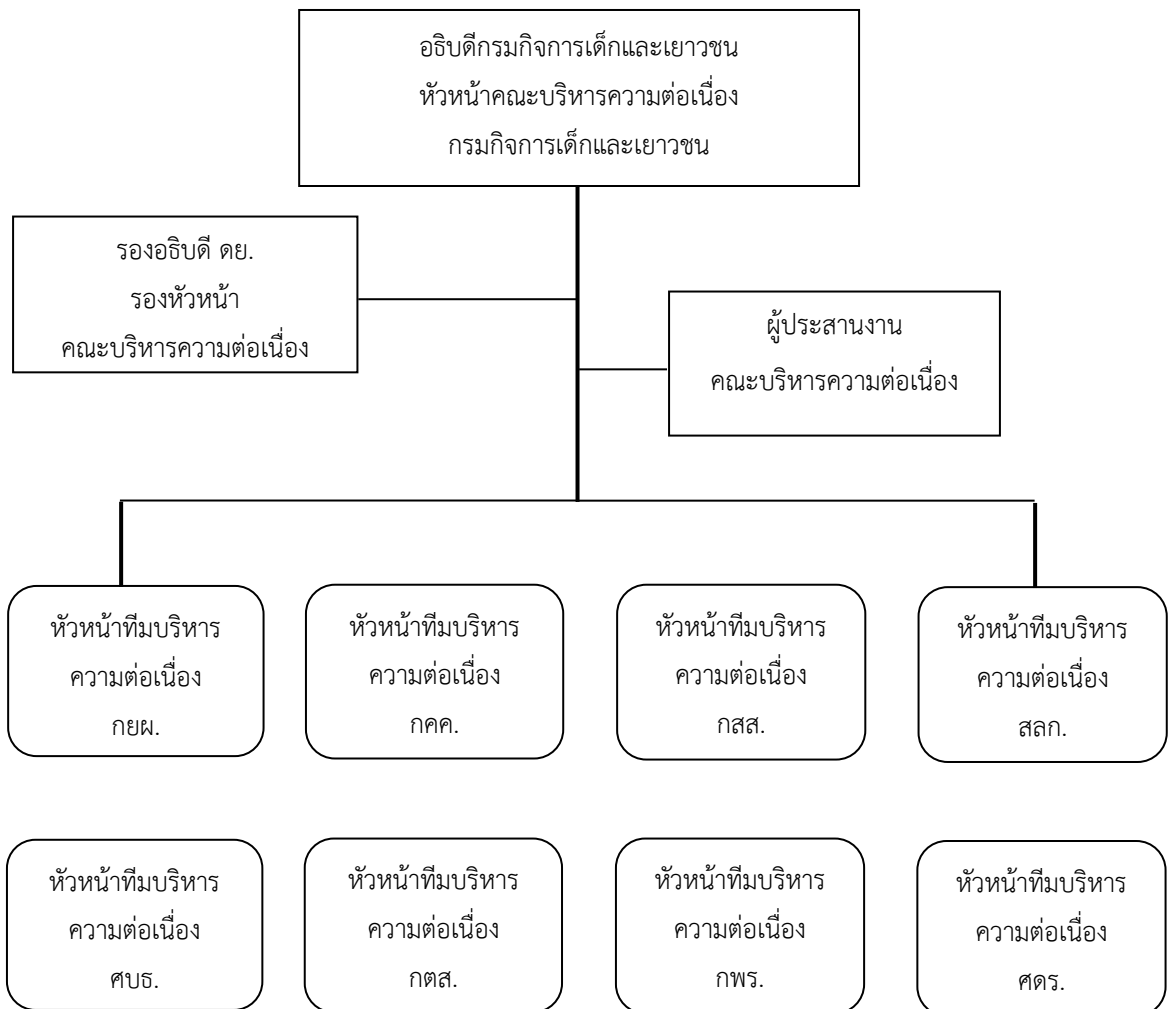 อธิบดีกรมกิจการเด็กและเยาวชน
หัวหน้าคณะบริหารความต่อเนื่อง
กรมกิจการเด็กและเยาวชน
รองอธิบดี ดย.
รองหัวหน้า
คณะบริหารความต่อเนื่อง
ผู้ประสานงาน
คณะบริหารความต่อเนื่อง
หัวหน้าทีมบริหาร
ความต่อเนื่อง
กยผ.
หัวหน้าทีมบริหาร
ความต่อเนื่อง
กคค.
หัวหน้าทีมบริหาร
ความต่อเนื่อง
กสส.
หัวหน้าทีมบริหาร
ความต่อเนื่อง
สลก.
หัวหน้าทีมบริหาร
ความต่อเนื่อง
ศบธ.
หัวหน้าทีมบริหาร
ความต่อเนื่อง
กตส.
หัวหน้าทีมบริหาร
ความต่อเนื่อง
กพร.
หัวหน้าทีมบริหาร
ความต่อเนื่อง
ศดร.